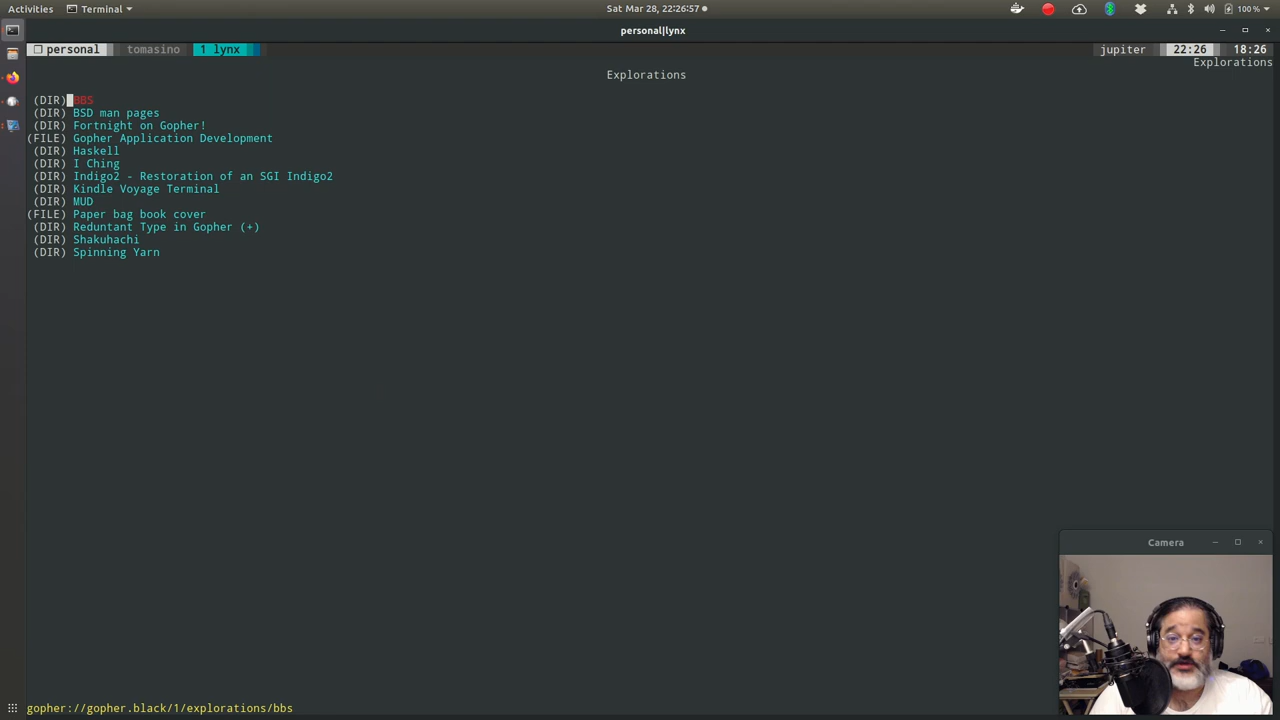 Activities Terminal Sat Mar 28, 22:26:57 100 %
personal|lynx
personal tomasino 1 lynx jupiter 22:26 18:26
Explorations
Explorations
(DIR) BBS
(DIR) BSD man pages
(DIR) Fortnight on Gopher!
(FILE) Gopher Application Development
(DIR) Haskell
(DIR) I Ching
(DIR) Indigo2 - Restoration of an SGI Indigo2
(DIR) Kindle Voyage Terminal
(DIR) MUD
(FILE) Paper bag book cover
(DIR) Reduntant Type in Gopher (+)
(DIR) Shakuhachi
(DIR) Spinning Yarn
Camera
gopher://gopher.black/1/explorations/bbs